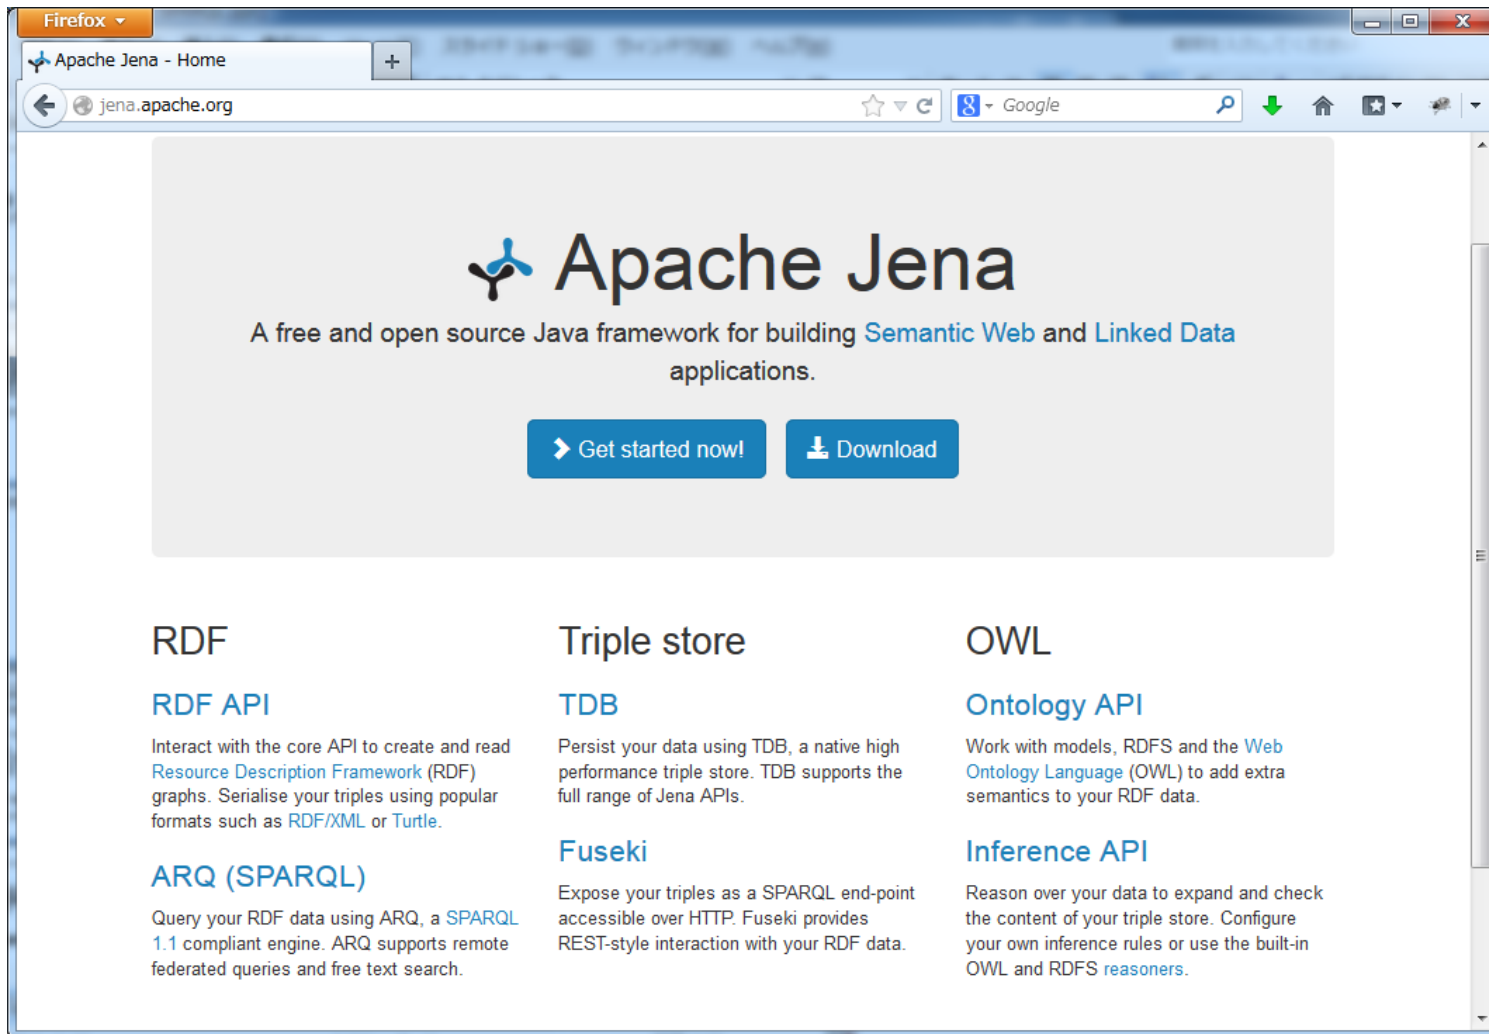 Firefox
Apache Jena - Home
jena.apache.org
Google
Apache Jena
A free and open source Java framework for building Semantic Web and Linked Data
applications.
Get started now!
Download
RDF
RDF API
Interact with the core API to create and read
Resource Description Framework (RDF)
graphs. Serialise your triples using popular
formats such as RDF/XML or Turtle.
ARQ (SPARQL)
Query your RDF data using ARQ, a SPARQL
1.1 compliant engine. ARQ supports remote
federated queries and free text search.
Triple store
TDB
Persist your data using TDB, a native high
performance triple store. TDB supports the
full range of Jena APIs.
Fuseki
Expose your triples as a SPARQL end-point
accessible over HTTP. Fuseki provides
REST-style interaction with your RDF data.
OWL
Ontology API
Work with models, RDFS and the Web
Ontology Language (OWL) to add extra
semantics to your RDF data.
Inference API
Reason over your data to expand and check
the content of your triple store. Configure
your own inference rules or use the built-in
OWL and RDFS reasoners.